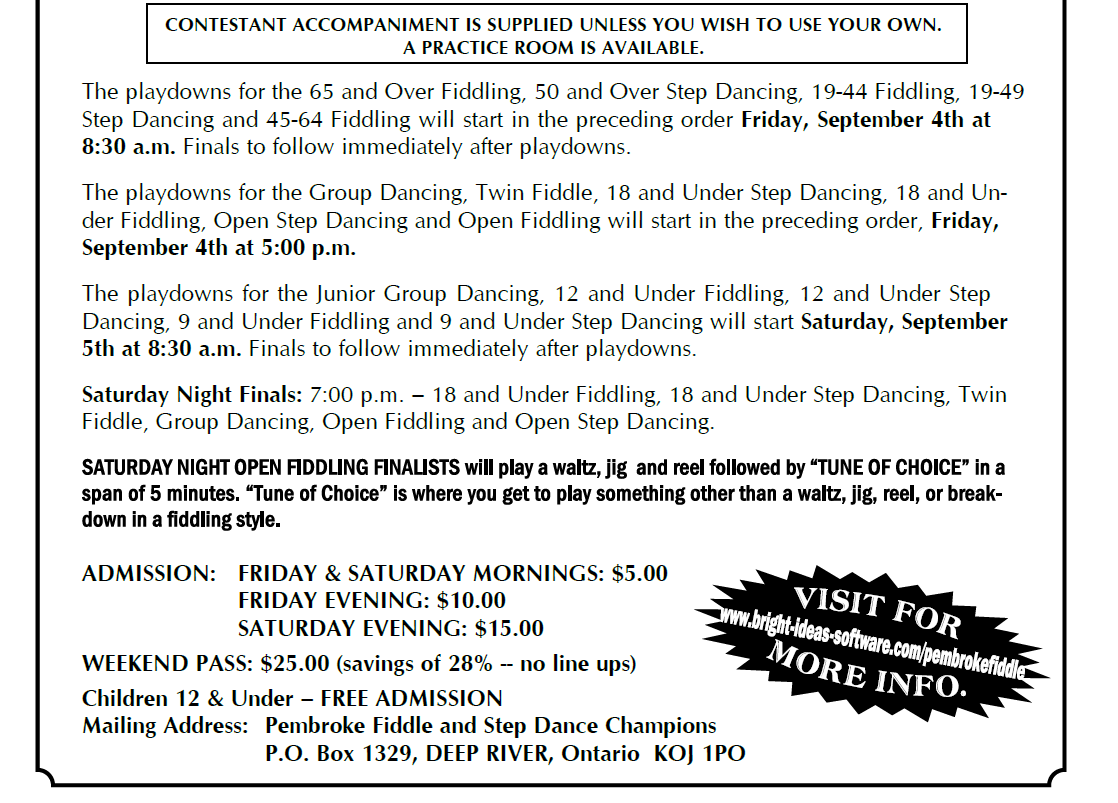 CONTESTANT ACCOMPANIMENT IS SUPPLIED UNLESS YOU WISH TO USE YOUR OWN.
A PRACTICE ROOM IS AVAILABLE.
The playdowns for the 65 and Over Fiddling, 50 and Over Step Dancing, 19-44 Fiddling, 19-49
Step Dancing and 45-64 Fiddling will start in the preceding order Friday, September 4th at
8:30 a.m. Finals to follow immediately after playdowns.
The playdowns for the Group Dancing, Twin Fiddle, 18 and Under Step Dancing, 18 and Un-
der Fiddling, Open Step Dancing and Open Fiddling will start in the preceding order, Friday,
September 4th at 5:00 p.m.
The playdowns for the Junior Group Dancing, 12 and Under Fiddling, 12 and Under Step
Dancing, 9 and Under Fiddling and 9 and Under Step Dancing will start Saturday, September
5th at 8:30 a.m. Finals to follow immediately after playdowns.
Saturday Night Finals: 7:00 p.m. – 18 and Under Fiddling, 18 and Under Step Dancing, Twin
Fiddle, Group Dancing, Open Fiddling and Open Step Dancing.
SATURDAY NIGHT OPEN FIDDLING FINALISTS will play a waltz, jig and reel followed by “TUNE OF CHOICE” in a
span of 5 minutes. “Tune of Choice” is where you get to play something other than a waltz, jig, reel, or break-
down in a fiddling style.
ADMISSION: FRIDAY & SATURDAY MORNINGS: $5.00
FRIDAY EVENING: $10.00
SATURDAY EVENING: $15.00
WEEKEND PASS: $25.00 (savings of 28% -- no line ups)
Children 12 & Under – FREE ADMISSION
Mailing Address: Pembroke Fiddle and Step Dance Champions
P.O. Box 1329, DEEP RIVER, Ontario KOJ 1PO
VISIT FOR
www.bright-ideas-software.com/pembrokefiddle
MORE INFO.